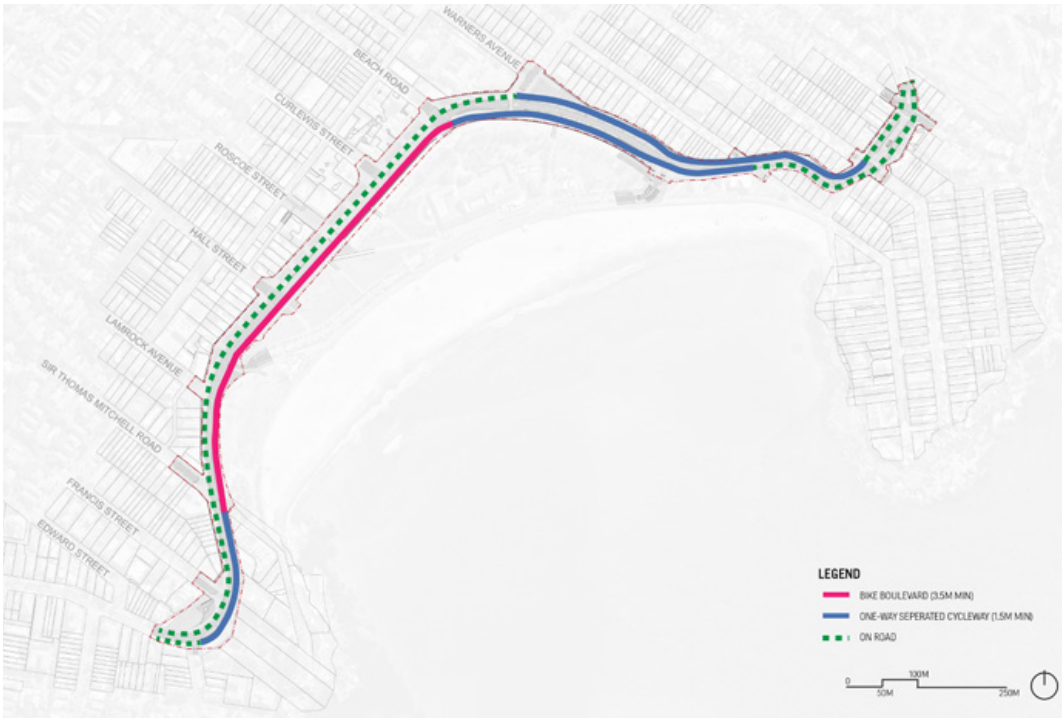 WARNERS AVENUE
BEACH ROAD
CURLEWIS STREET
ROSCOE STREET
HALL STREET
LAMROCK AVENUE
SIR THOMAS MITCHELL ROAD
FRANCIS STREET
EDWARD STREET
LEGEND
BIKE BOULEVARD (3.5M MIN)
ONE-WAY SEPERATED CYCLEWAY (1.5M MIN)
ON ROAD
0 50M 100M 250M